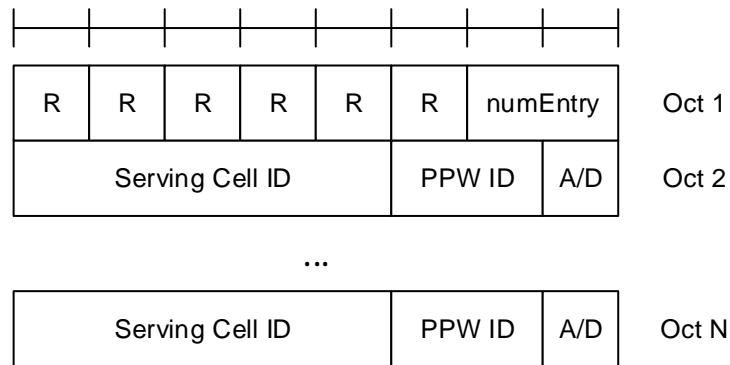 R R R R R R numEntry Oct 1
Serving Cell ID PPW ID A/D Oct 2
...
Serving Cell ID PPW ID A/D Oct N